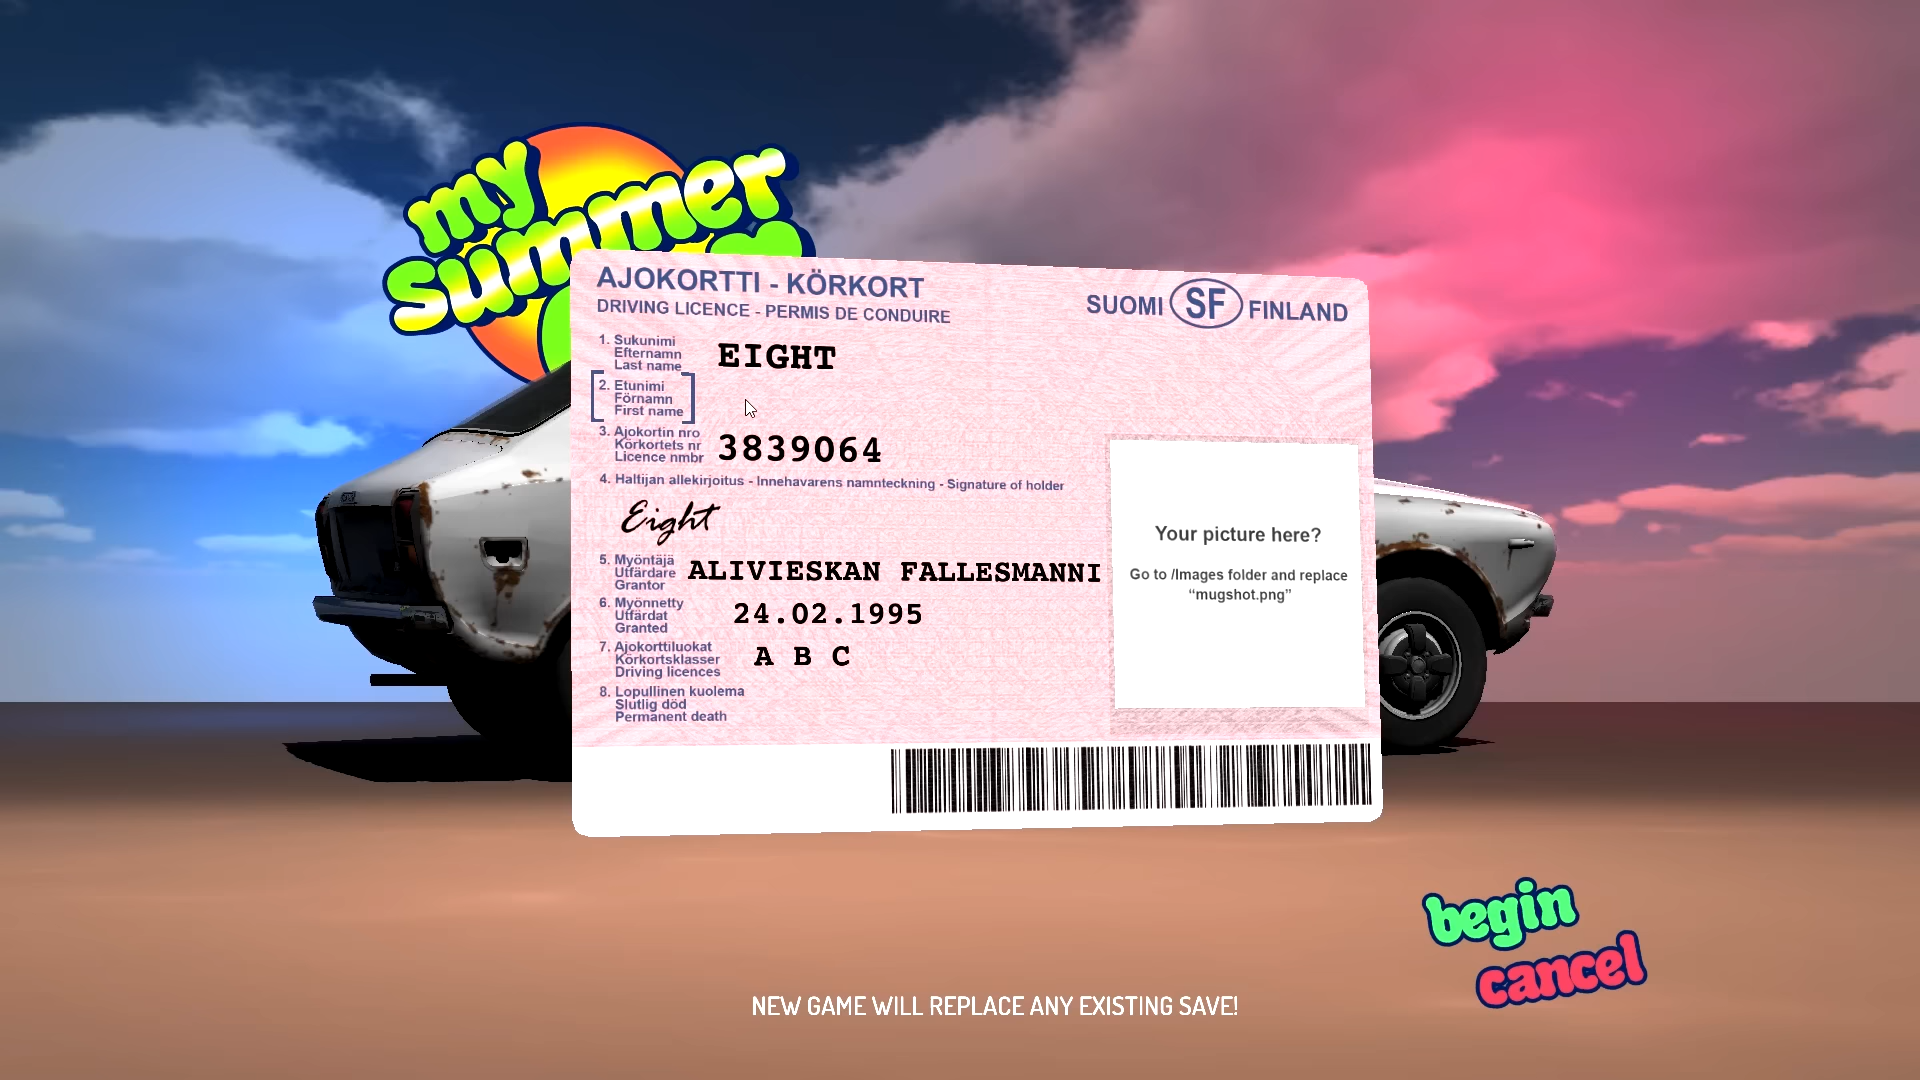 my
summer
AJOKORTTI - KÖRKORT
DRIVING LICENCE - PERMIS DE CONDUIRE
SUOMI SF FINLAND
1. Sukunimi
Efternamn
Last name
EIGHT
2. Etunimi
Förnamn
First name
3. Ajokortin nro
Körkortets nr
Licence nmbr
3839064
4. Haltijan allekirjoitus - Innehavarens namnteckning - Signature of holder
Eight
5. Myöntäjä
Utfärdare
Grantor
ALIVIESKAN FALLESMANNI
6. Myönnetty
Utfärdat
Granted
24.02.1995
7. Ajokorttiluokat
Körkortsklasser
Driving licences
A B C
8. Lopullinen kuolema
Slutlig död
Permanent death
Your picture here?
Go to /Images folder and replace
“mugshot.png”
begin
cancel
NEW GAME WILL REPLACE ANY EXISTING SAVE!